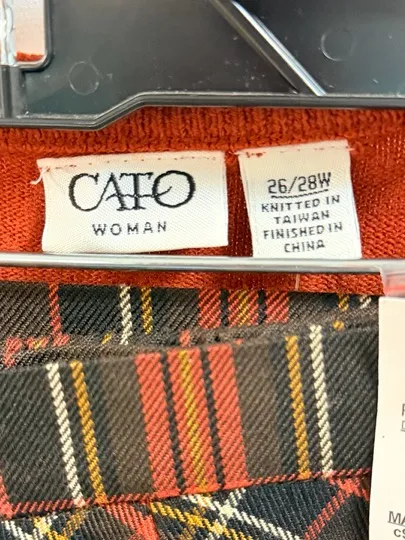 CATO
WOMAN
26/28W
KNITTED IN
TAIWAN
FINISHED IN
CHINA